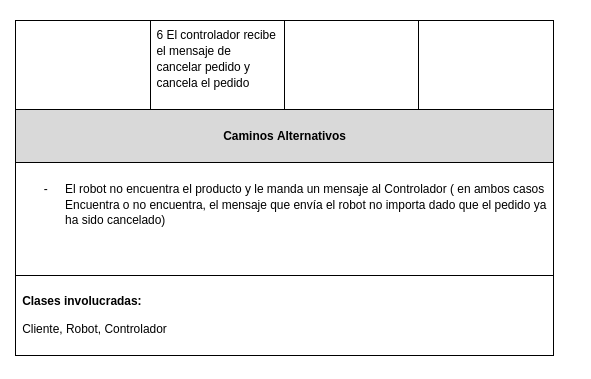 6 El controlador recibe
el mensaje de
cancelar pedido y
cancela el pedido
Caminos Alternativos
- El robot no encuentra el producto y le manda un mensaje al Controlador ( en ambos casos
Encuentra o no encuentra, el mensaje que envía el robot no importa dado que el pedido ya
ha sido cancelado)
Clases involucradas:
Cliente, Robot, Controlador